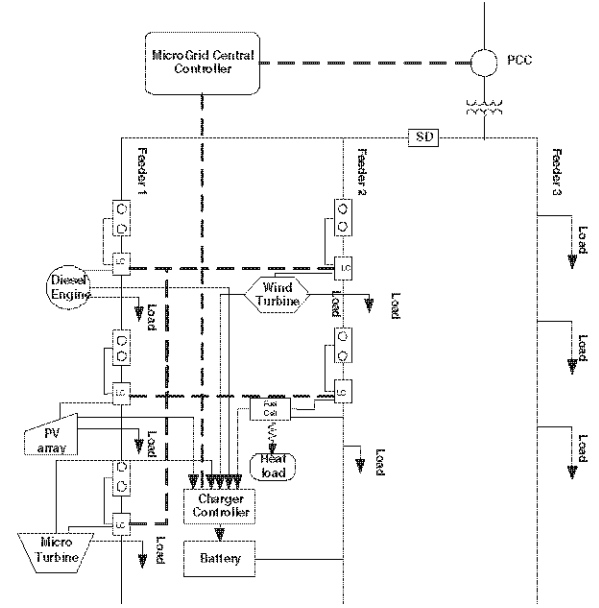 MicroGrid Central
Controller
PCC
SD
Feeder 1
Feeder 2
Feeder 3
Load
LC
LC
Diesel
Engine
Load
Wind
Turbine
Load
Load
Load
LC
LC
Fuel
Cell
PV
array
Load
Heat
load
Load
Load
Charger
Controller
LC
Micro
Turbine
Load
Battery